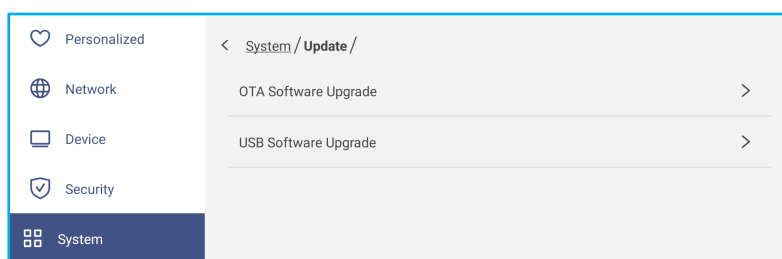 Personalized
Network
Device
Security
System
< System / Update /
OTA Software Upgrade >
USB Software Upgrade >